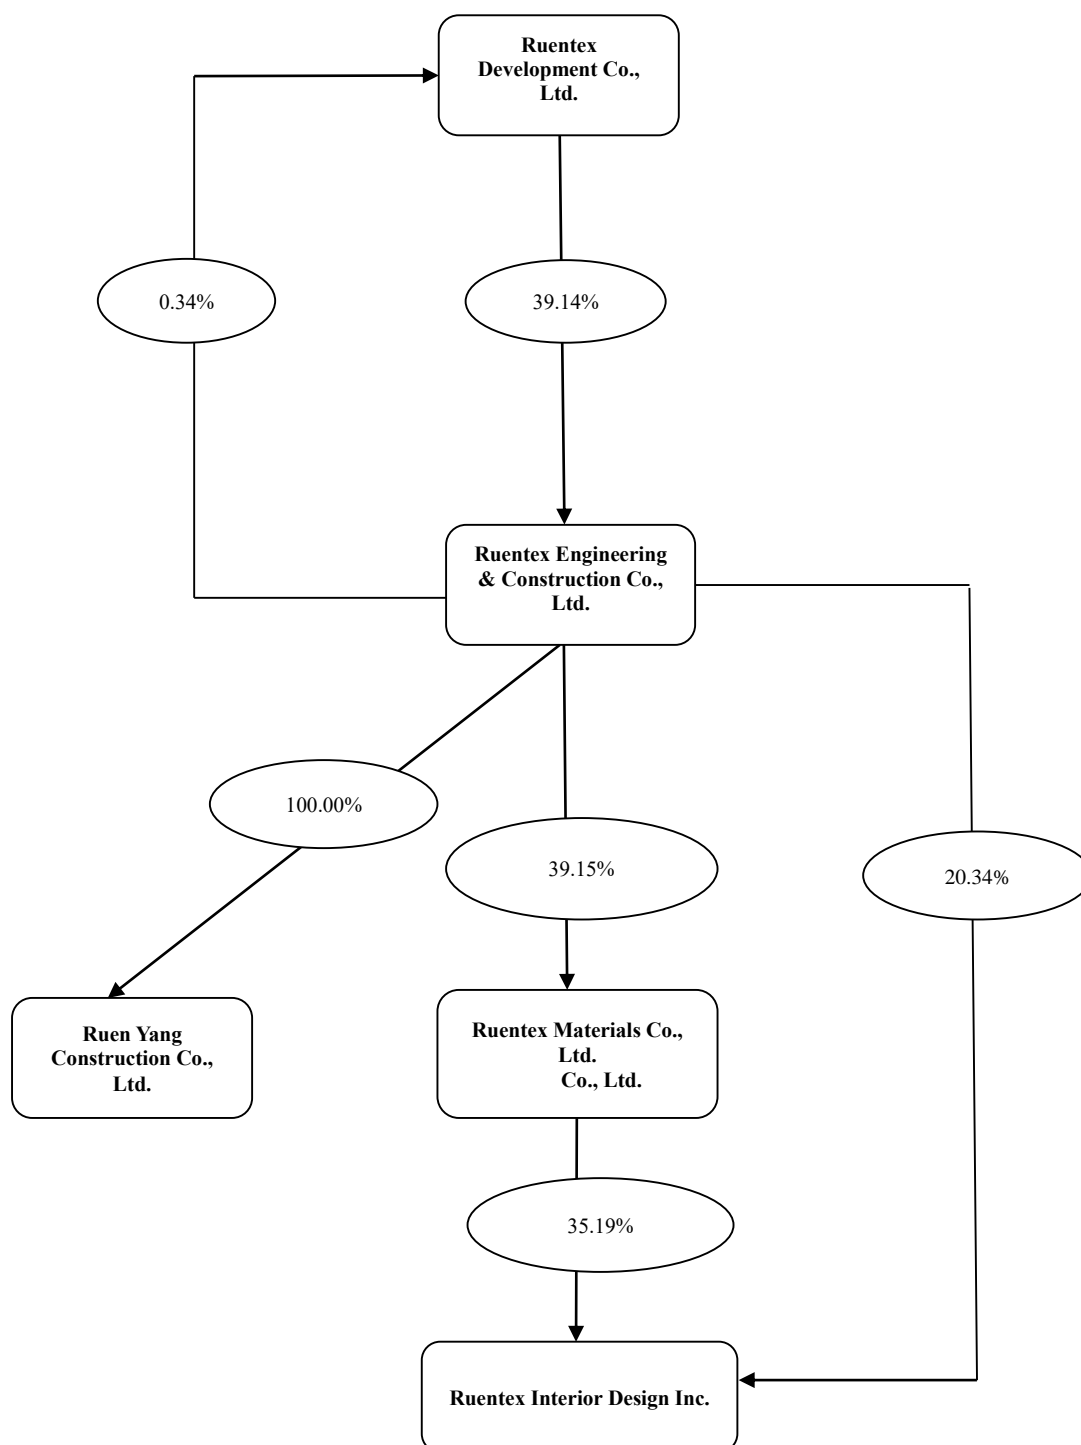 Ruentex
Development Co.,
Ltd.
0.34%
39.14%
Ruentex Engineering
& Construction Co.,
Ltd.
100.00%
39.15%
20.34%
Ruen Yang
Construction Co.,
Ltd.
Ruentex Materials Co.,
Ltd.
Co., Ltd.
35.19%
Ruentex Interior Design Inc.